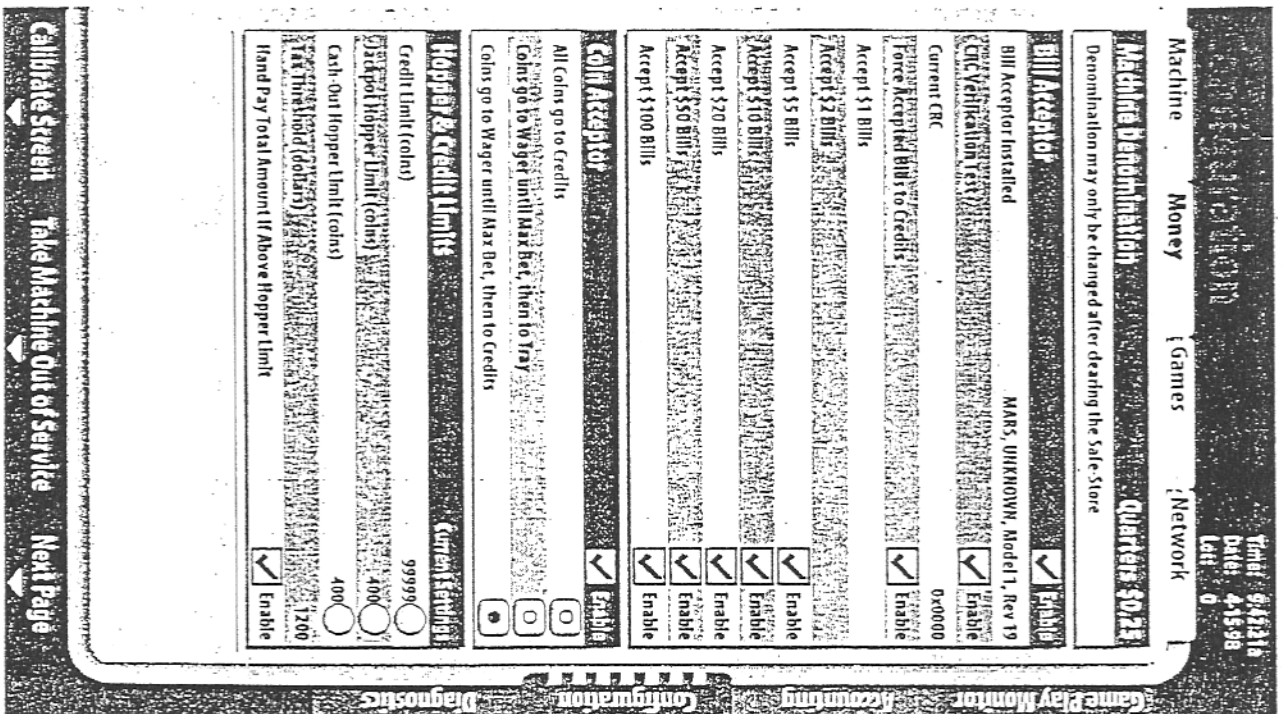 Time: 9:22:21a
Date: 4-15-98
Loc: 0
Machine Money Games Network
Machine Denomination Quarters $0.25
Denomination may only be changed after clearing the Safe-Store
Bill Acceptor Enable
Bill Acceptor Installed MARS, UNKNOWN, Model 1, Rev 19
CRC Verification Test Enable
Current CRC 0x0000
Force Accepted Bills to Credits Enable
Accept $1 Bills
Accept $2 Bills
Accept $5 Bills Enable
Accept $10 Bills Enable
Accept $20 Bills Enable
Accept $50 Bills Enable
Accept $100 Bills Enable
Coin Acceptor Enable
All Coins go to Credits
Coins go to Wager until Max Bet, then to Tray
Coins go to Wager until Max Bet, then to Credits
Hopper & Credit Limits Current Setting
Credit Limit (coins) 99999
Jackpot Hopper Limit (coins) 400
Cash-Out Hopper Limit (coins) 400
Tax Threshold (dollars) 1200
Hand Pay Total Amount If Above Hopper Limit Enable
Calibrate Screen Take Machine Out of Service Next Page
Game Play Monitor
Accounting
Configuration
Diagnostics